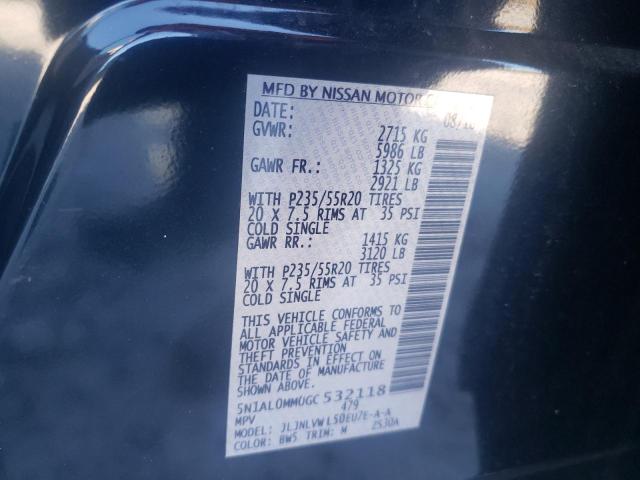 MFD BY NISSAN MOTOR
DATE:
GVWR: 2715 KG
5986 LB
GAWR FR.: 1325 KG
2921 LB
WITH P235/55R20 TIRES
20 X 7.5 RIMS AT 35 PSI
COLD SINGLE
GAWR RR.: 1415 KG
3120 LB
WITH P235/55R20 TIRES
20 X 7.5 RIMS AT 35 PSI
COLD SINGLE
THIS VEHICLE CONFORMS TO
ALL APPLICABLE FEDERAL
MOTOR VEHICLE SAFETY AND
THEFT PREVENTION
STANDARDS IN EFFECT ON
THE DATE OF MANUFACTURE
SHOWN ABOVE.
5N1AL0MM0GC 532118
MPV 479
MODEL: JLJNLVWL50EU7E-A-A
COLOR: BW5 TRIM: M 2530A